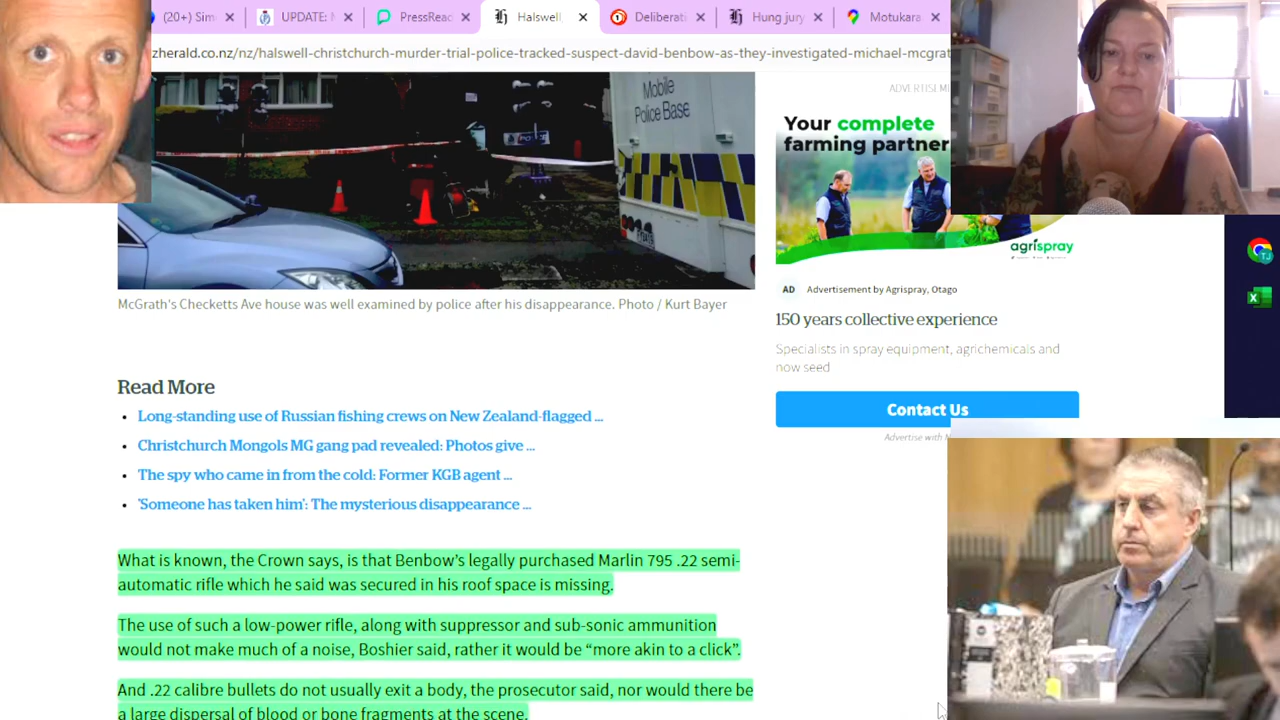 (20+) Sim
UPDATE: N
PressRead
Halswell
Deliberati
Hung jury
Motukara
zherald.co.nz/nz/halswell-christchurch-murder-trial-police-tracked-suspect-david-benbow-as-they-investigated-michael-mcgrat
Mobile
Police Base
POLICE
McGrath's Checketts Ave house was well examined by police after his disappearance. Photo / Kurt Bayer
ADVERTISEM
Your complete
farming partner
agrispray
AD Advertisement by Agrispray, Otago
150 years collective experience
Specialists in spray equipment, agrichemicals and
now seed
Contact Us
Advertise with N
Read More
• Long-standing use of Russian fishing crews on New Zealand-flagged ...
• Christchurch Mongols MG gang pad revealed: Photos give ...
• The spy who came in from the cold: Former KGB agent ...
• 'Someone has taken him': The mysterious disappearance ...
What is known, the Crown says, is that Benbow's legally purchased Marlin 795 .22 semi-
automatic rifle which he said was secured in his roof space is missing.
The use of such a low-power rifle, along with suppressor and sub-sonic ammunition
would not make much of a noise, Boshier said, rather it would be “more akin to a click”.
And .22 calibre bullets do not usually exit a body, the prosecutor said, nor would there be
a large dispersal of blood or bone fragments at the scene.